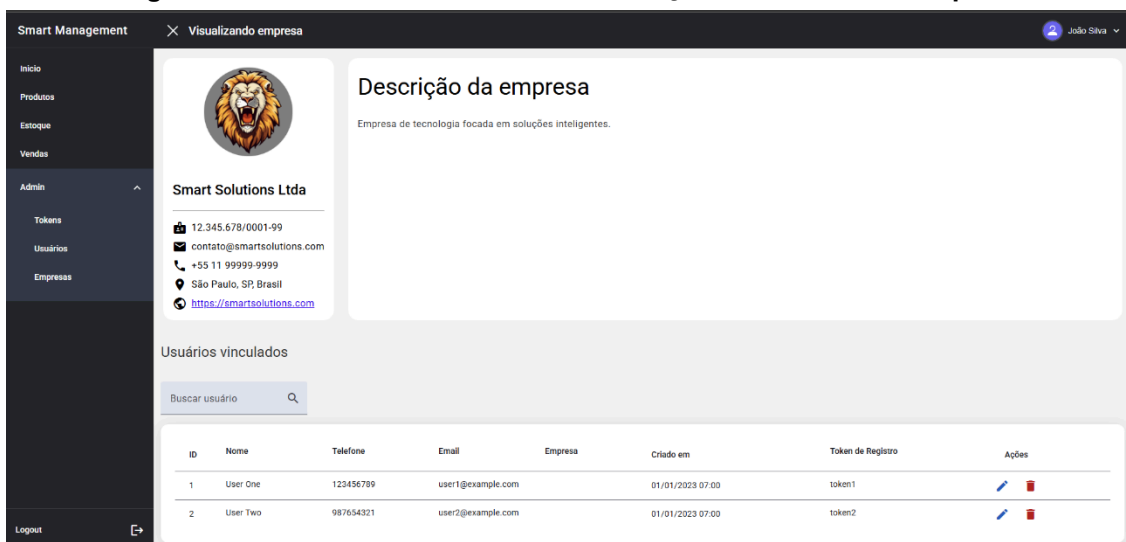 Smart Management
Visualizando empresa
João Silva
Início
Produtos
Estoque
Vendas
Admin
Tokens
Usuários
Empresas
Logout
Smart Solutions Ltda
12.345.678/0001-99
contato@smartsolutions.com
+55 11 99999-9999
São Paulo, SP, Brasil
https://smartsolutions.com
Descrição da empresa
Empresa de tecnologia focada em soluções inteligentes.
Usuários vinculados
Buscar usuário
ID Nome Telefone Email Empresa Criado em Token de Registro Ações
1 User One 123456789 user1@example.com 01/01/2023 07:00 token1
2 User Two 987654321 user2@example.com 01/01/2023 07:00 token2